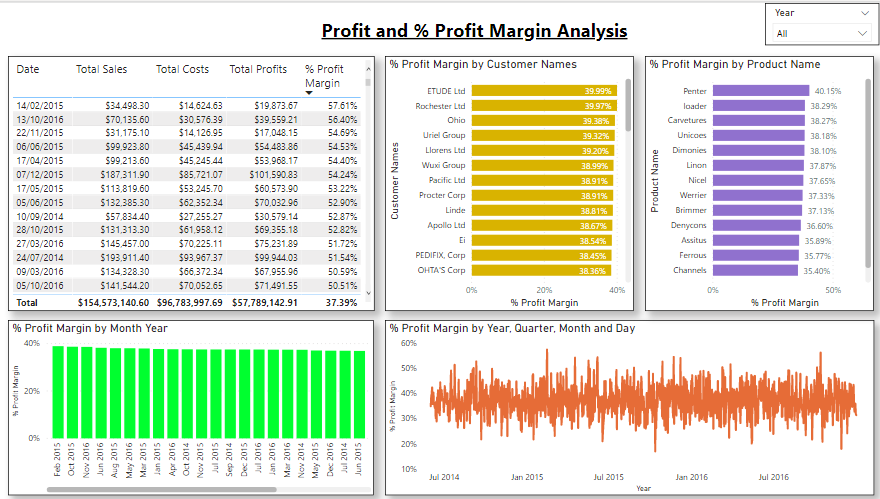 Profit and % Profit Margin Analysis
Year
All
Date Total Sales Total Costs Total Profits % Profit Margin
14/02/2015 $34,498.30 $14,624.63 $19,873.67 57.61%
13/10/2016 $70,135.60 $30,576.39 $39,559.21 56.40%
22/11/2015 $31,175.10 $14,126.95 $17,048.15 54.69%
06/06/2015 $99,923.80 $45,439.94 $54,483.86 54.53%
17/04/2015 $99,213.60 $45,245.44 $53,968.17 54.40%
07/12/2015 $187,311.90 $85,721.07 $101,590.83 54.24%
17/05/2015 $113,819.60 $53,245.70 $60,573.90 53.22%
05/06/2015 $132,385.30 $62,352.34 $70,032.96 52.90%
10/09/2014 $57,834.40 $27,255.27 $30,579.14 52.87%
28/10/2015 $131,313.30 $61,958.12 $69,355.18 52.82%
27/03/2016 $145,457.00 $70,225.11 $75,231.89 51.72%
24/07/2014 $193,911.40 $93,967.37 $99,944.03 51.54%
09/03/2016 $134,328.30 $66,372.34 $67,955.96 50.59%
05/10/2016 $141,544.20 $70,052.65 $71,491.55 50.51%
Total $154,573,140.60 $96,783,997.69 $57,789,142.91 37.39%
% Profit Margin by Customer Names
Customer Names
ETUDE Ltd 39.99%
Rochester Ltd 39.97%
Ohio 39.38%
Uriel Group 39.32%
Llorens Ltd 39.20%
Wuxi Group 38.99%
Pacific Ltd 38.91%
Procter Corp 38.91%
Linde 38.81%
Apollo Ltd 38.67%
Ei 38.54%
PEDIFIX, Corp 38.45%
OHTA'S Corp 38.36%
0% 20% 40%
% Profit Margin
% Profit Margin by Product Name
Product Name
Penter 40.15%
loader 38.29%
Carvetures 38.27%
Unicoes 38.18%
Dimonies 38.10%
Linon 37.87%
Nicel 37.65%
Werrier 37.33%
Brimmer 37.13%
Denycons 36.60%
Assitus 35.89%
Ferrous 35.77%
Channels 35.40%
0% 50%
% Profit Margin
% Profit Margin by Month Year
% Profit Margin
40%
20%
0%
Feb 2015 Oct 2015 Nov 2016 Jun 2016 Aug 2015 May 2016 Mar 2015 Jan 2015 Apr 2016 Oct 2014 Nov 2015 Jul 2015 Sep 2014 Dec 2015 Jul 2016 Jan 2016 Mar 2016 Nov 2014 May 2015 Dec 2016 Jul 2014 Jun 2015
% Profit Margin by Year, Quarter, Month and Day
% Profit Margin
60%
50%
40%
30%
20%
10%
Jul 2014 Jan 2015 Jul 2015 Jan 2016 Jul 2016
Year